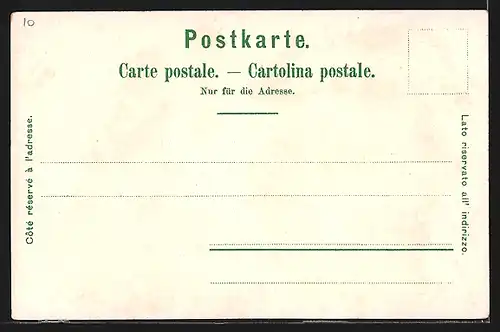 10
Postkarte.
Carte postale. — Cartolina postale.
Nur für die Adresse.
Côté réservé à l'adresse.
Lato riservato all' indirizzo.